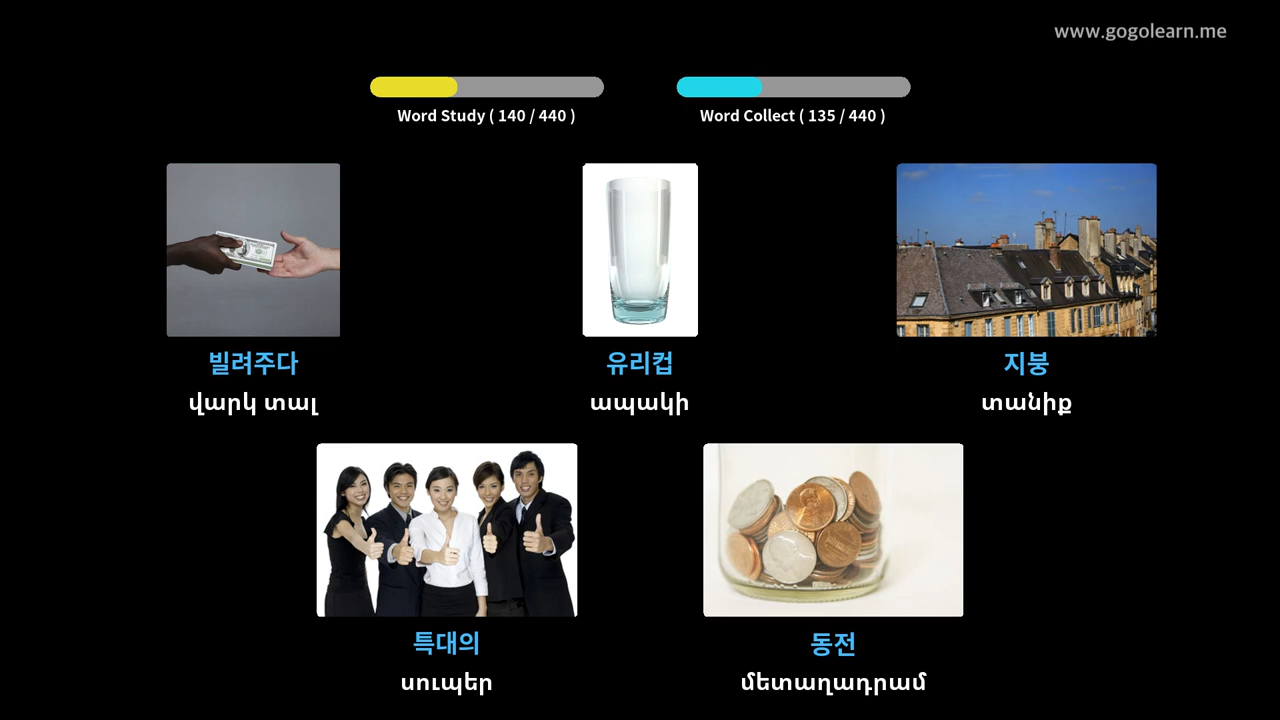 www.gogolearn.me
Word Study ( 140 / 440 )
Word Collect ( 135 / 440 )
빌려주다
վարկ տալ
유리컵
ապակի
지붕
տանիք
특대의
սուպեր
동전
մետաղադրամ